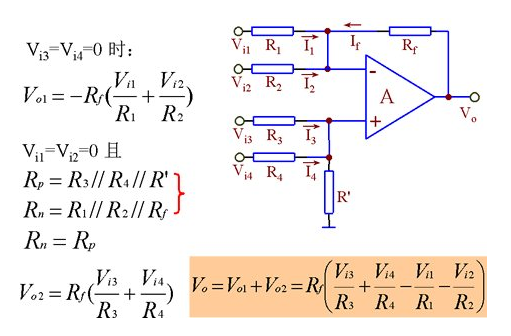 V_{i3}=V_{i4}=0 时:
V_{o1}=-R_f(\frac{V_{i1}}{R_1}+\frac{V_{i2}}{R_2})
V_{i1}=V_{i2}=0 且
R_p=R_3//R_4//R'
R_n=R_1//R_2//R_f
R_n=R_p
V_{o2}=R_f(\frac{V_{i3}}{R_3}+\frac{V_{i4}}{R_4})
V_o=V_{o1}+V_{o2}=R_f(\frac{V_{i3}}{R_3}+\frac{V_{i4}}{R_4}-\frac{V_{i1}}{R_1}-\frac{V_{i2}}{R_2})
V_{i1} R_1 I_1 I_f R_f
V_{i2} R_2 I_2 - A
V_o
V_{i3} R_3 I_3 +
V_{i4} R_4 I_4
R'